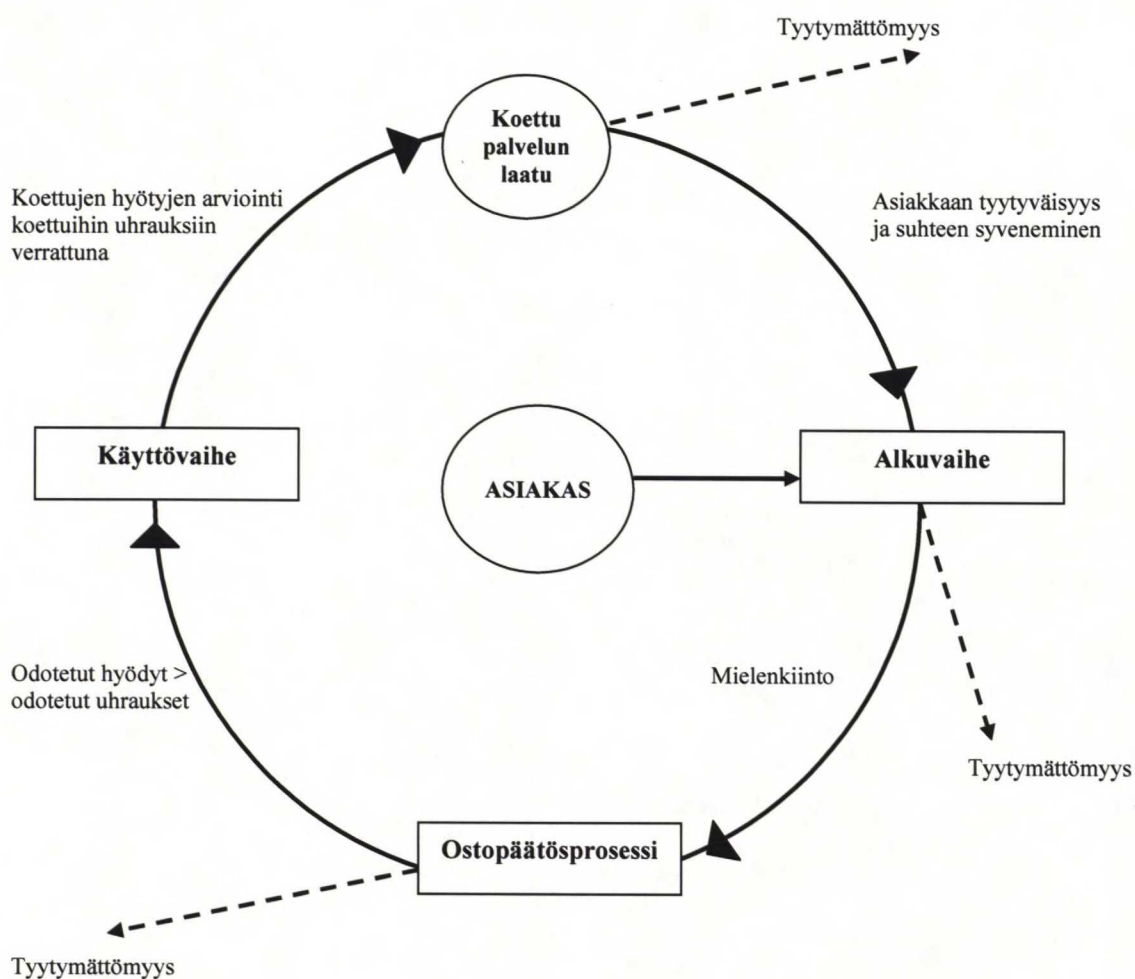 Tyytymättömyys
Koettu
palvelun
laatu
Koettujen hyötyjen arviointi
koettuihin uhrauksiin
verrattuna
Asiakkaan tyytyväisyys
ja suhteen syveneminen
Käyttövaihe
ASIAKAS
Alkuvaihe
Odotetut hyödyt >
odotetut uhraukset
Mielenkiinto
Tyytymättömyys
Ostopäätösprosessi
Tyytymättömyys